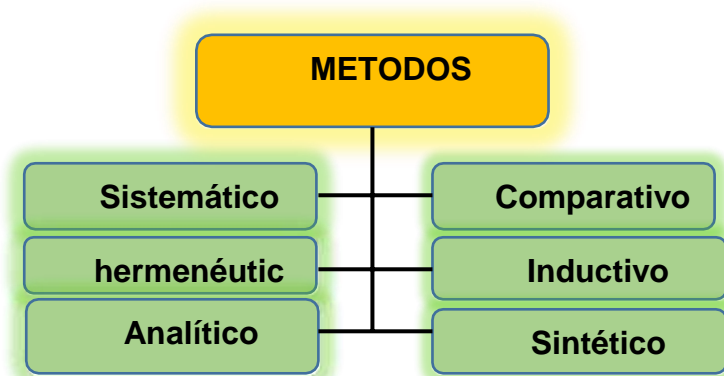 METODOS
Sistemático
Comparativo
hermenéutic
Inductivo
Analítico
Sintético